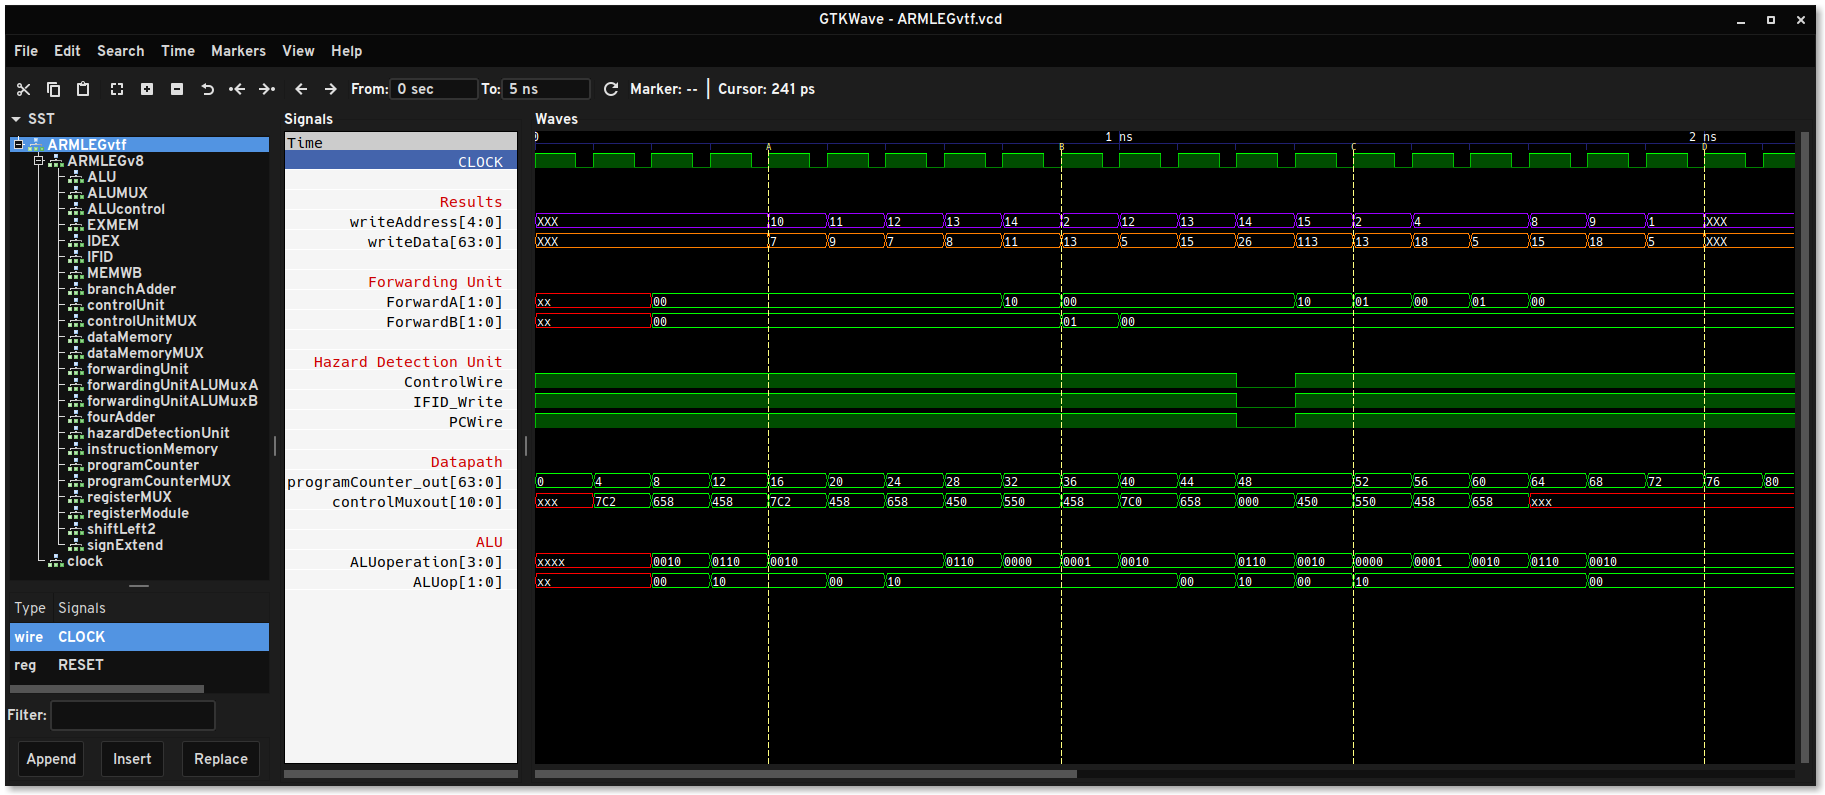 GTKWave - ARMLEGvtf.vcd
File Edit Search Time Markers View Help
From: 0 sec To: 5 ns Marker: -- | Cursor: 241 ps
SST
ARMLEGvtf
ARMLEGv8
ALU
ALUMUX
ALUcontrol
EXMEM
IDEX
IFID
MEMWB
branchAdder
controlUnit
controlUnitMUX
dataMemory
dataMemoryMUX
forwardingUnit
forwardingUnitALUMuxA
forwardingUnitALUMuxB
fourAdder
hazardDetectionUnit
instructionMemory
programCounter
programCounterMUX
registerMUX
registerModule
shiftLeft2
signExtend
clock
Type Signals
wire CLOCK
reg RESET
Filter:
Append Insert Replace
Signals
Time
CLOCK
Results
writeAddress[4:0]
writeData[63:0]
Forwarding Unit
ForwardA[1:0]
ForwardB[1:0]
Hazard Detection Unit
ControlWire
IFID_Write
PCWire
Datapath
programCounter_out[63:0]
controlMuxout[10:0]
ALU
ALUoperation[3:0]
ALUop[1:0]
Waves
0 1 ns 2 ns
A B C D
XXX 10 11 12 13 14 2 12 13 14 15 2 4 8 9 1 XXX
XXX 7 9 7 8 11 13 5 15 26 113 13 18 5 15 18 5 XXX
xx 00 10 00 10 01 00 01 00
xx 00 01 00
0 4 8 12 16 20 24 28 32 36 40 44 48 52 56 60 64 68 72 76 80
xxx 7C2 658 458 7C2 458 658 450 550 458 7C0 658 000 450 550 458 658 xxx
xxxx 0010 0110 0010 0110 0000 0001 0010 0110 0010 0000 0001 0010 0110 0010
xx 00 10 00 10 00 10 00 10 00